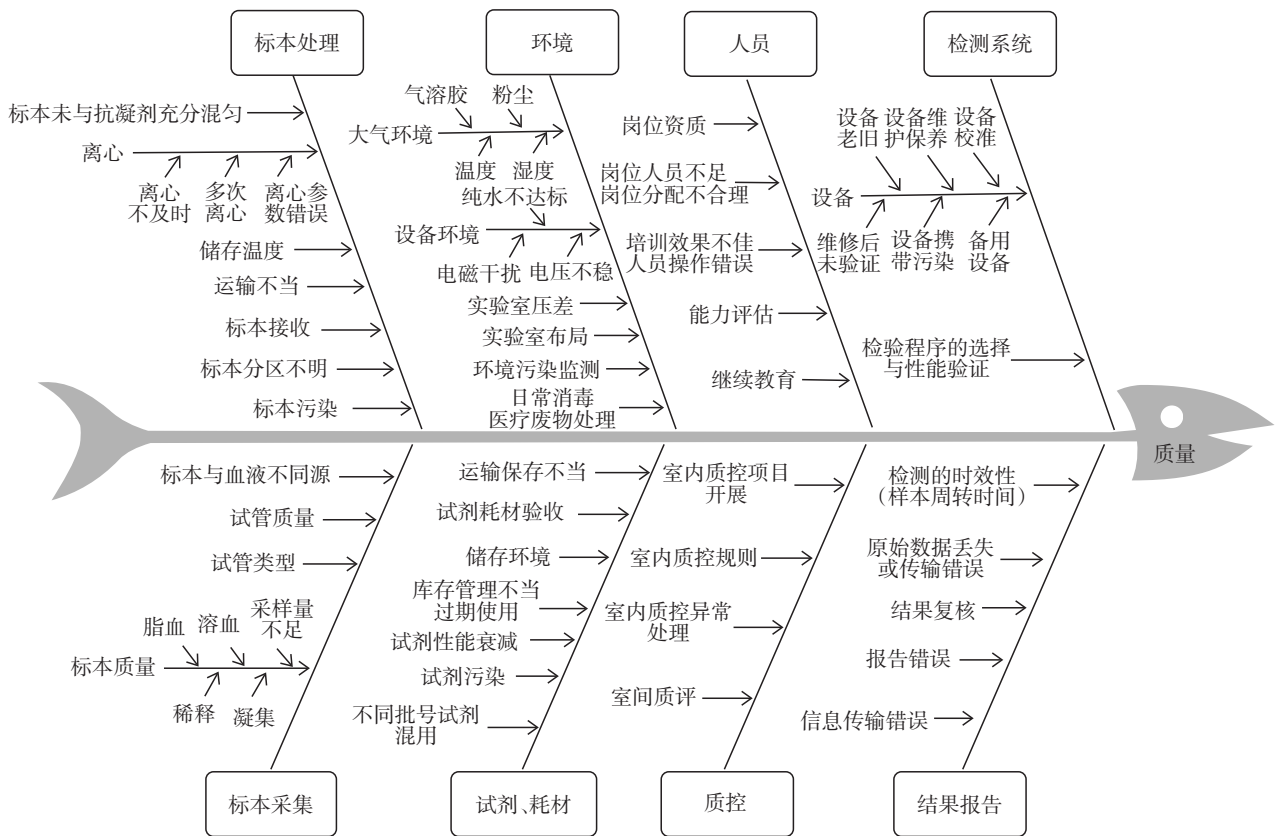 标本处理
环境
人员
检测系统
标本未与抗凝剂充分混匀
离心
离心
不及时
多次
离心
离心参
数错误
储存温度
运输不当
标本接收
标本分区不明
标本污染
气溶胶
粉尘
大气环境
温度
湿度
纯水不达标
设备环境
电磁干扰
电压不稳
实验室压差
实验室布局
环境污染监测
日常消毒
医疗废物处理
岗位资质
岗位人员不足
岗位分配不合理
培训效果不佳
人员操作错误
能力评估
继续教育
设备
老旧
设备维
护保养
设备
校准
设备
维修后
未验证
设备携
带污染
备用
设备
检验程序的选择
与性能验证
质量
标本与血液不同源
试管质量
试管类型
脂血
溶血
采样量
不足
标本质量
稀释
凝集
运输保存不当
试剂耗材验收
储存环境
库存管理不当
过期使用
试剂性能衰减
试剂污染
不同批号试剂
混用
室内质控项目
开展
室内质控规则
室内质控异常
处理
室间质评
检测的时效性
（样本周转时间）
原始数据丢失
或传输错误
结果复核
报告错误
信息传输错误
标本采集
试剂、耗材
质控
结果报告